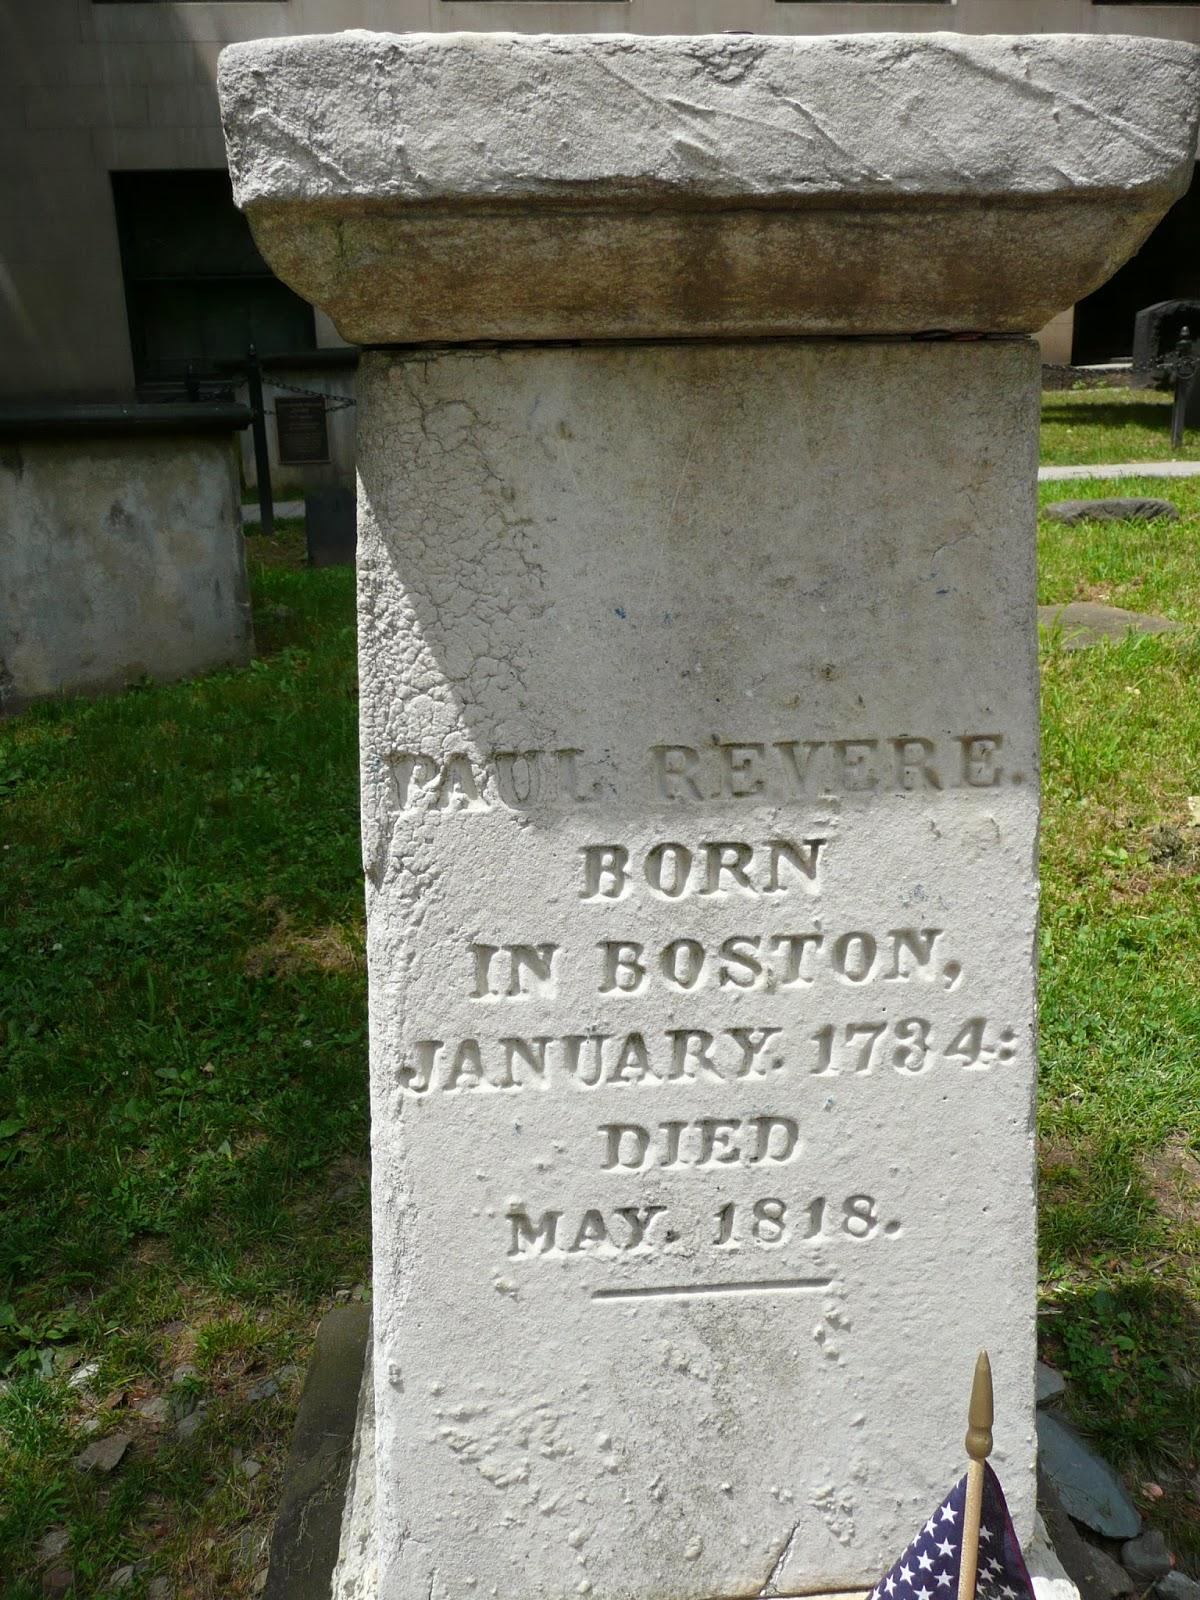 PAUL REVERE.
BORN
IN BOSTON,
JANUARY. 1734:
DIED
MAY. 1818.